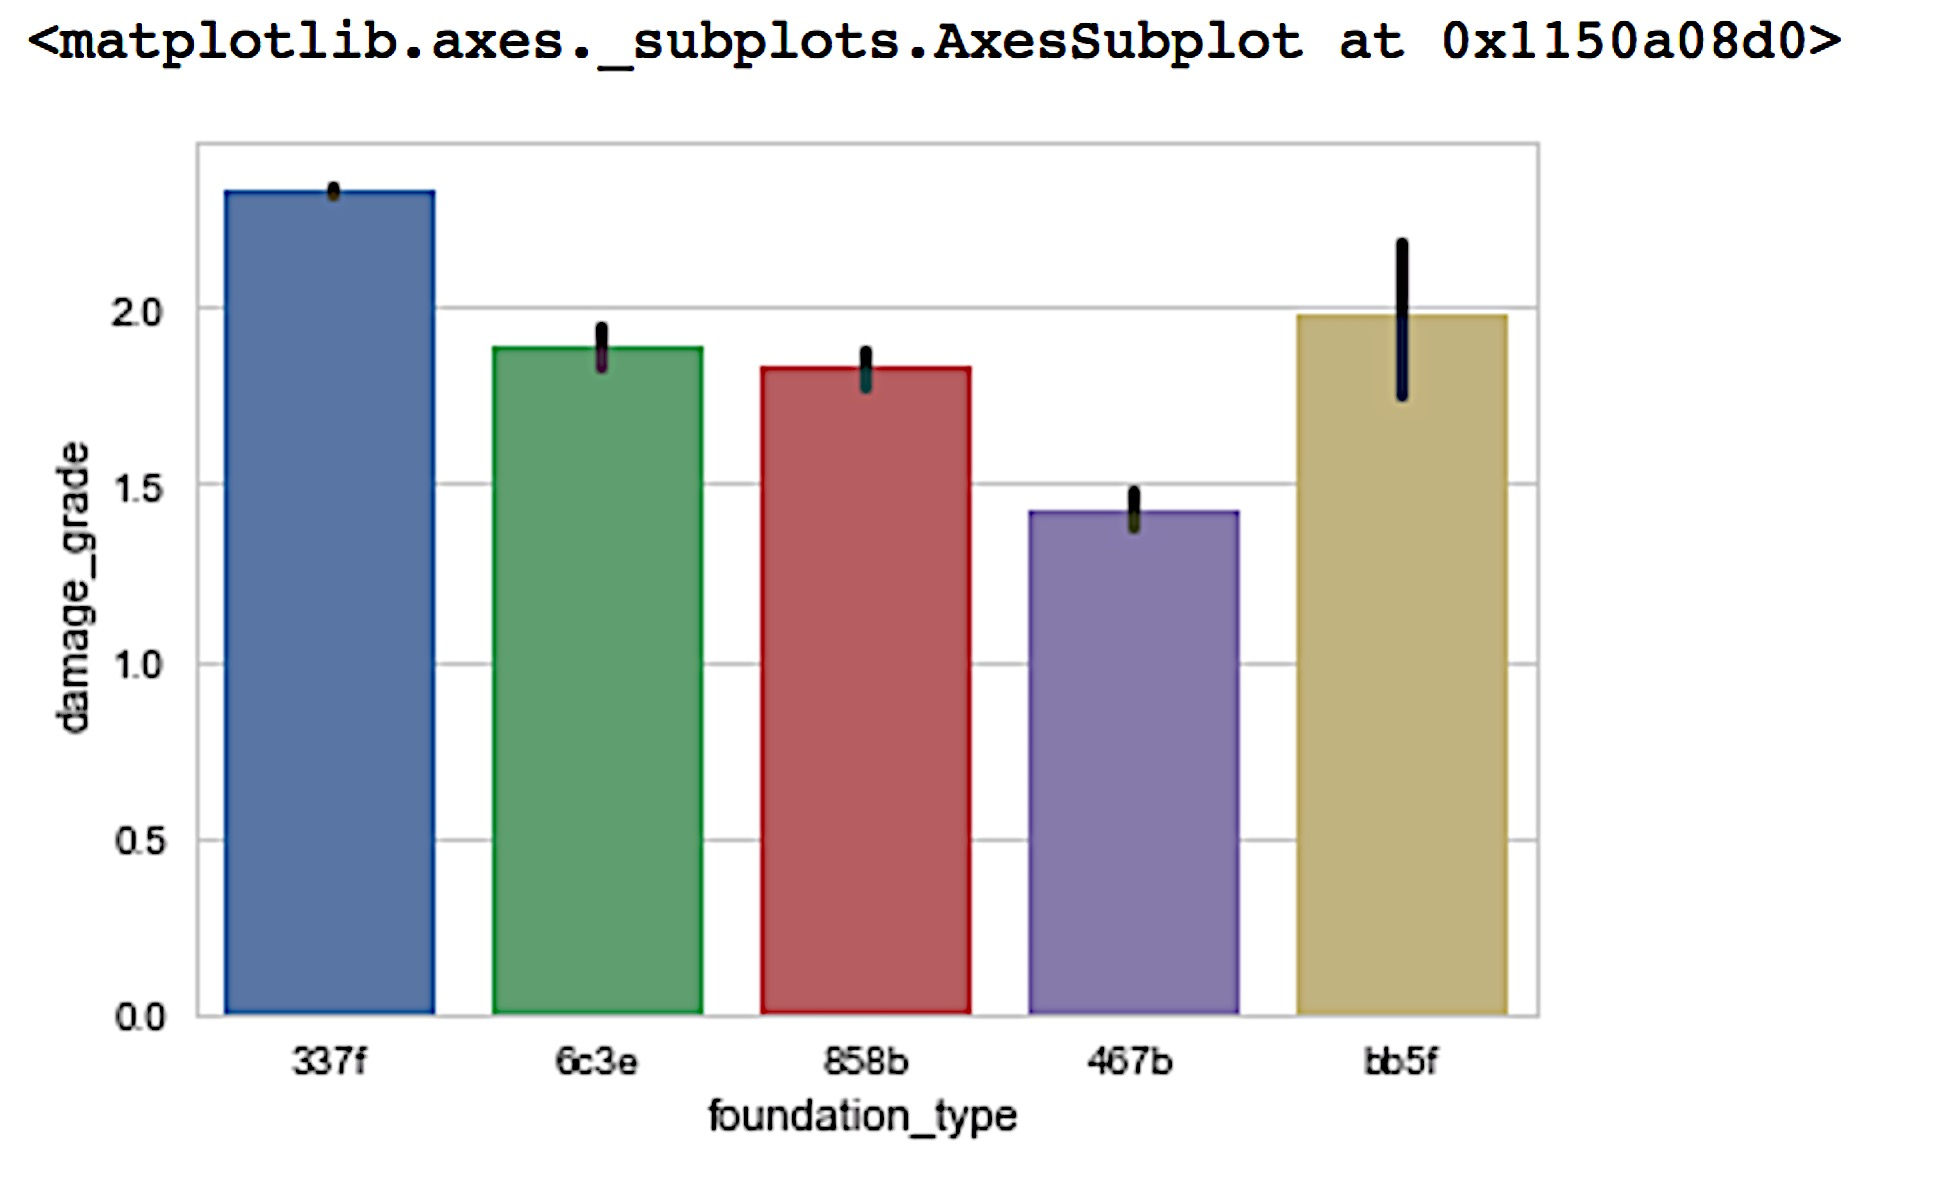 <matplotlib.axes._subplots.AxesSubplot at 0x1150a08d0>
2.0
1.5
1.0
0.5
0.0
damage_grade
337f 6c3e 858b 467b bb5f
foundation_type